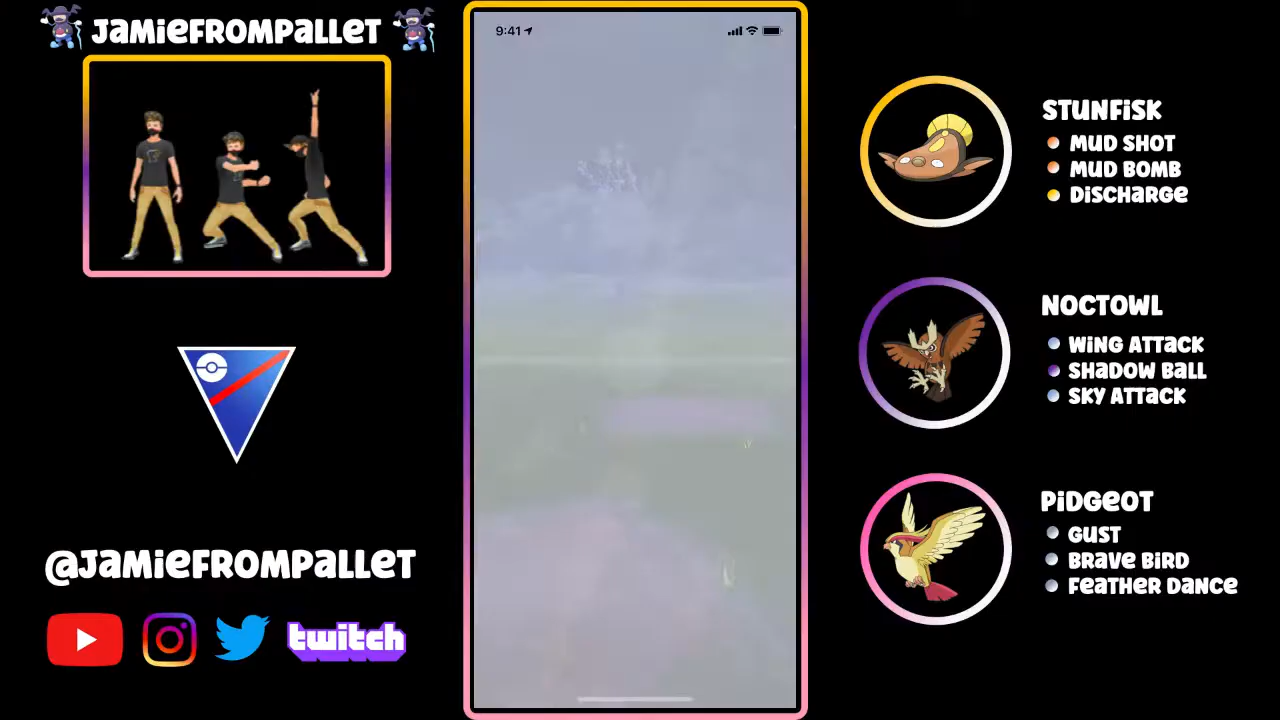 JAMIEFROMPALLET
9:41
STUNFISK
MUD SHOT
MUD BOMB
DISCHARGE
NOCTOWL
WING ATTACK
SHADOW BALL
SKY ATTACK
PIDGEOT
GUST
BRAVE BIRD
FEATHER DANCE
@JAMIEFROMPALLET
twitch